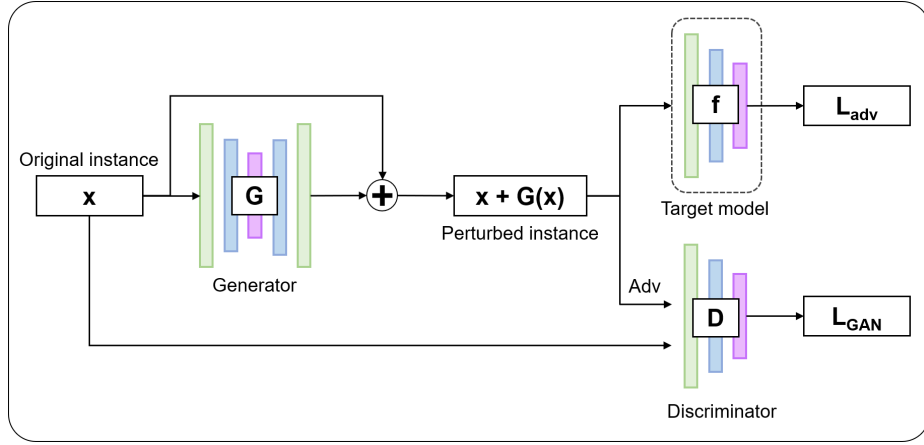 Original instance
x
G
Generator
+
x + G(x)
Perturbed instance
f
Target model
L_adv
Adv
D
Discriminator
L_GAN